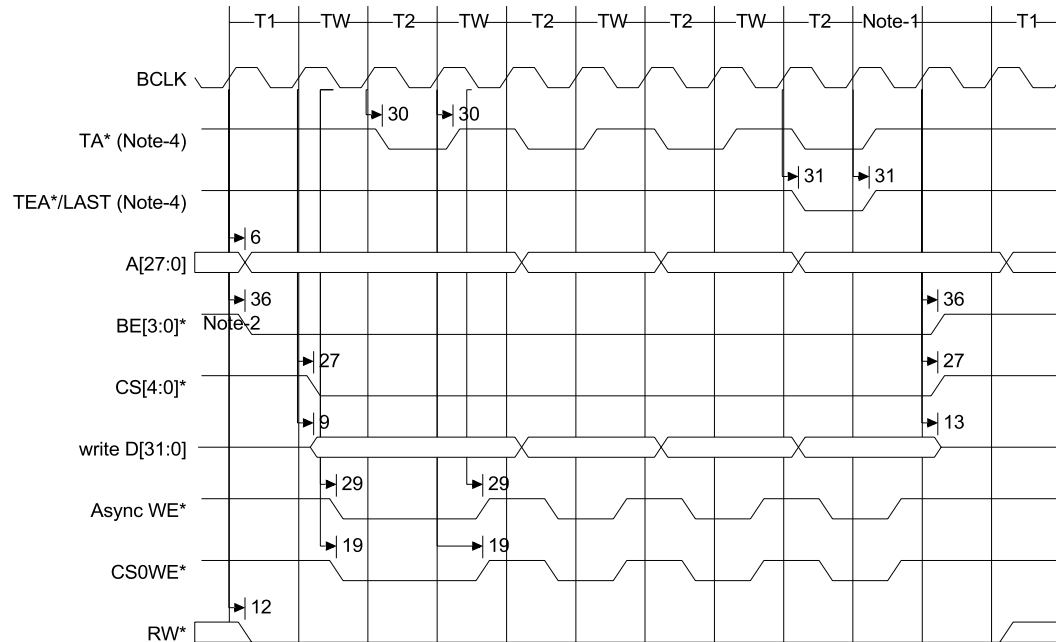 T1 TW T2 TW T2 TW T2 TW T2 Note-1 T1
BCLK
30 30
TA* (Note-4)
31 31
TEA*/LAST (Note-4)
6
A[27:0]
36 36
Note-2
BE[3:0]*
27 27
CS[4:0]*
9 13
write D[31:0]
29 29
Async WE*
19 19
CS0WE*
12
RW*